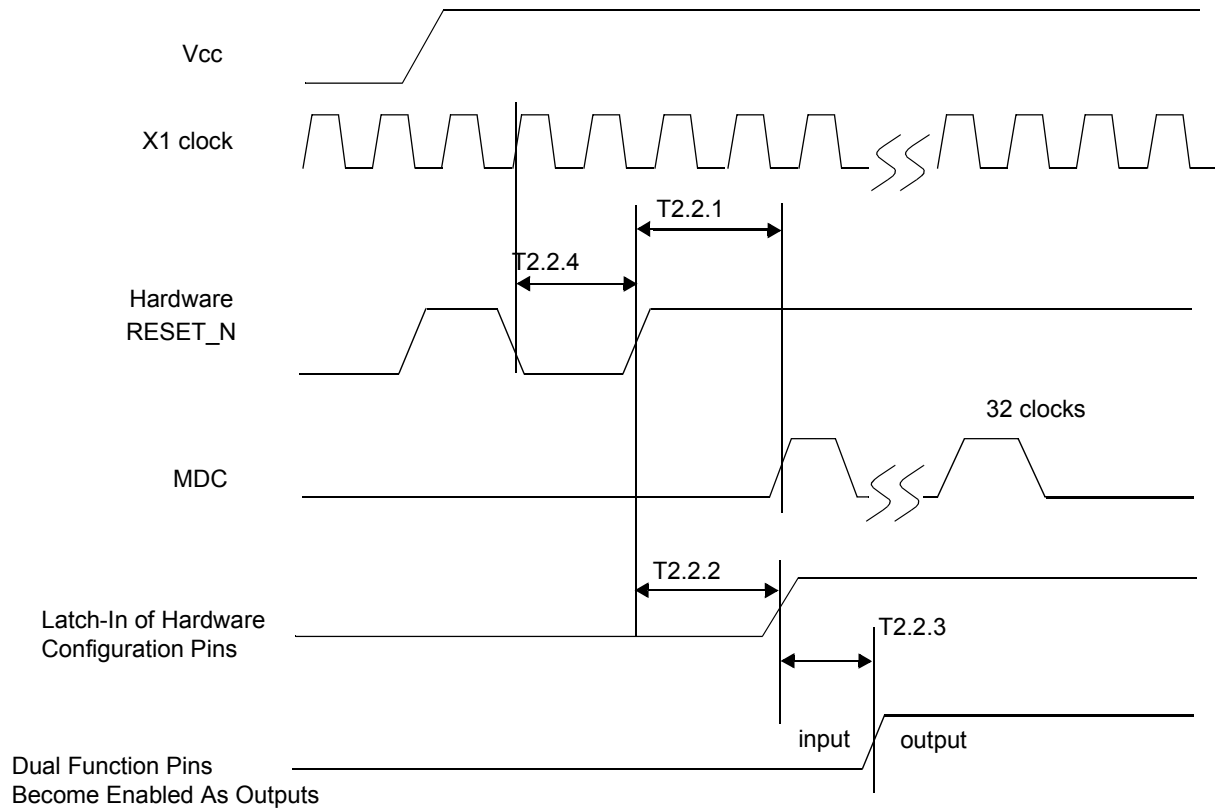 Vcc
X1 clock
T2.2.1
T2.2.4
Hardware
RESET_N
32 clocks
MDC
T2.2.2
Latch-In of Hardware
Configuration Pins
T2.2.3
input
output
Dual Function Pins
Become Enabled As Outputs